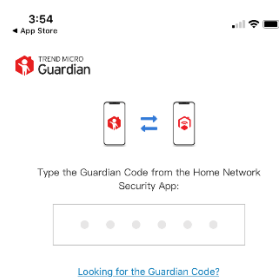 3:54
◀ App Store
TREND MICRO
Guardian
Type the Guardian Code from the Home Network
Security App:
Looking for the Guardian Code?